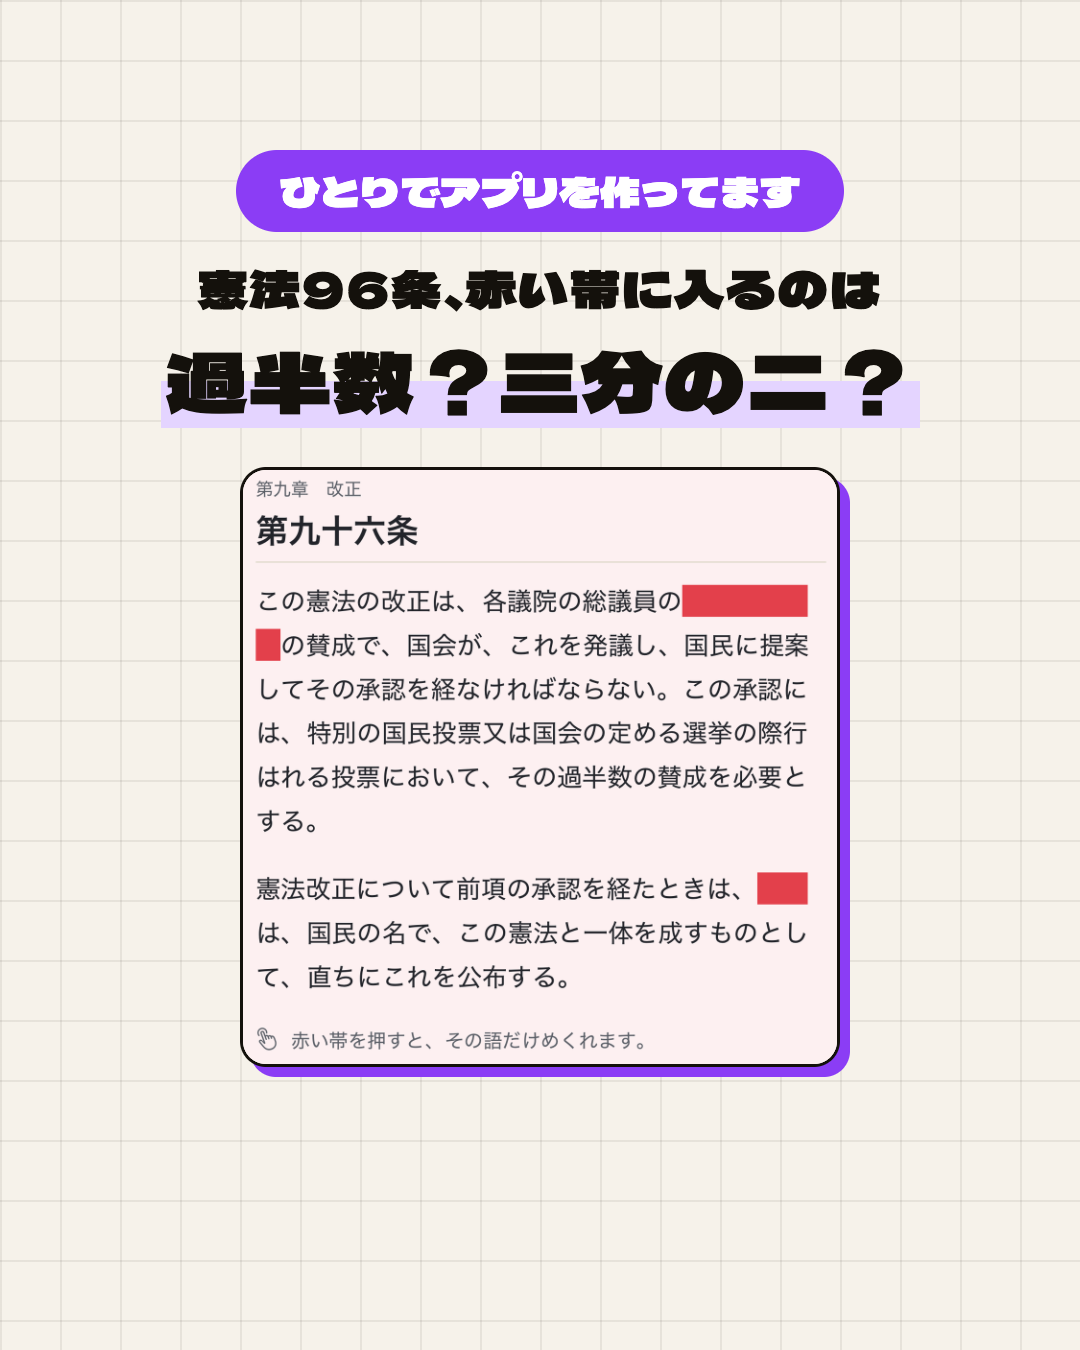 ひとりでアプリを作ってます
憲法96条、赤い帯に入るのは
過半数？三分の二？
第九章　改正
第九十六条
この憲法の改正は、各議院の総議員の
の賛成で、国会が、これを発議し、国民に提案
してその承認を経なければならない。この承認に
は、特別の国民投票又は国会の定める選挙の際行
はれる投票において、その過半数の賛成を必要と
する。
憲法改正について前項の承認を経たときは、
は、国民の名で、この憲法と一体を成すものとし
て、直ちにこれを公布する。
赤い帯を押すと、その語だけめくれます。